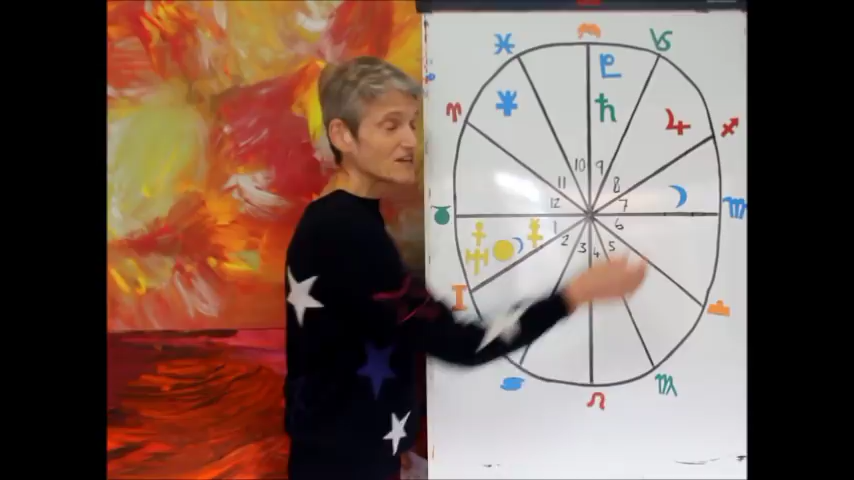 ♓ ♒ ♑
♈ ♆ ♇ ♄ ♃ ♐
10 9
11 8
12 7 ☽ ♍
♉
1 6
2 3 4 5
☉ ☽ ☿
♊ ♎
♋ ♌ ♏